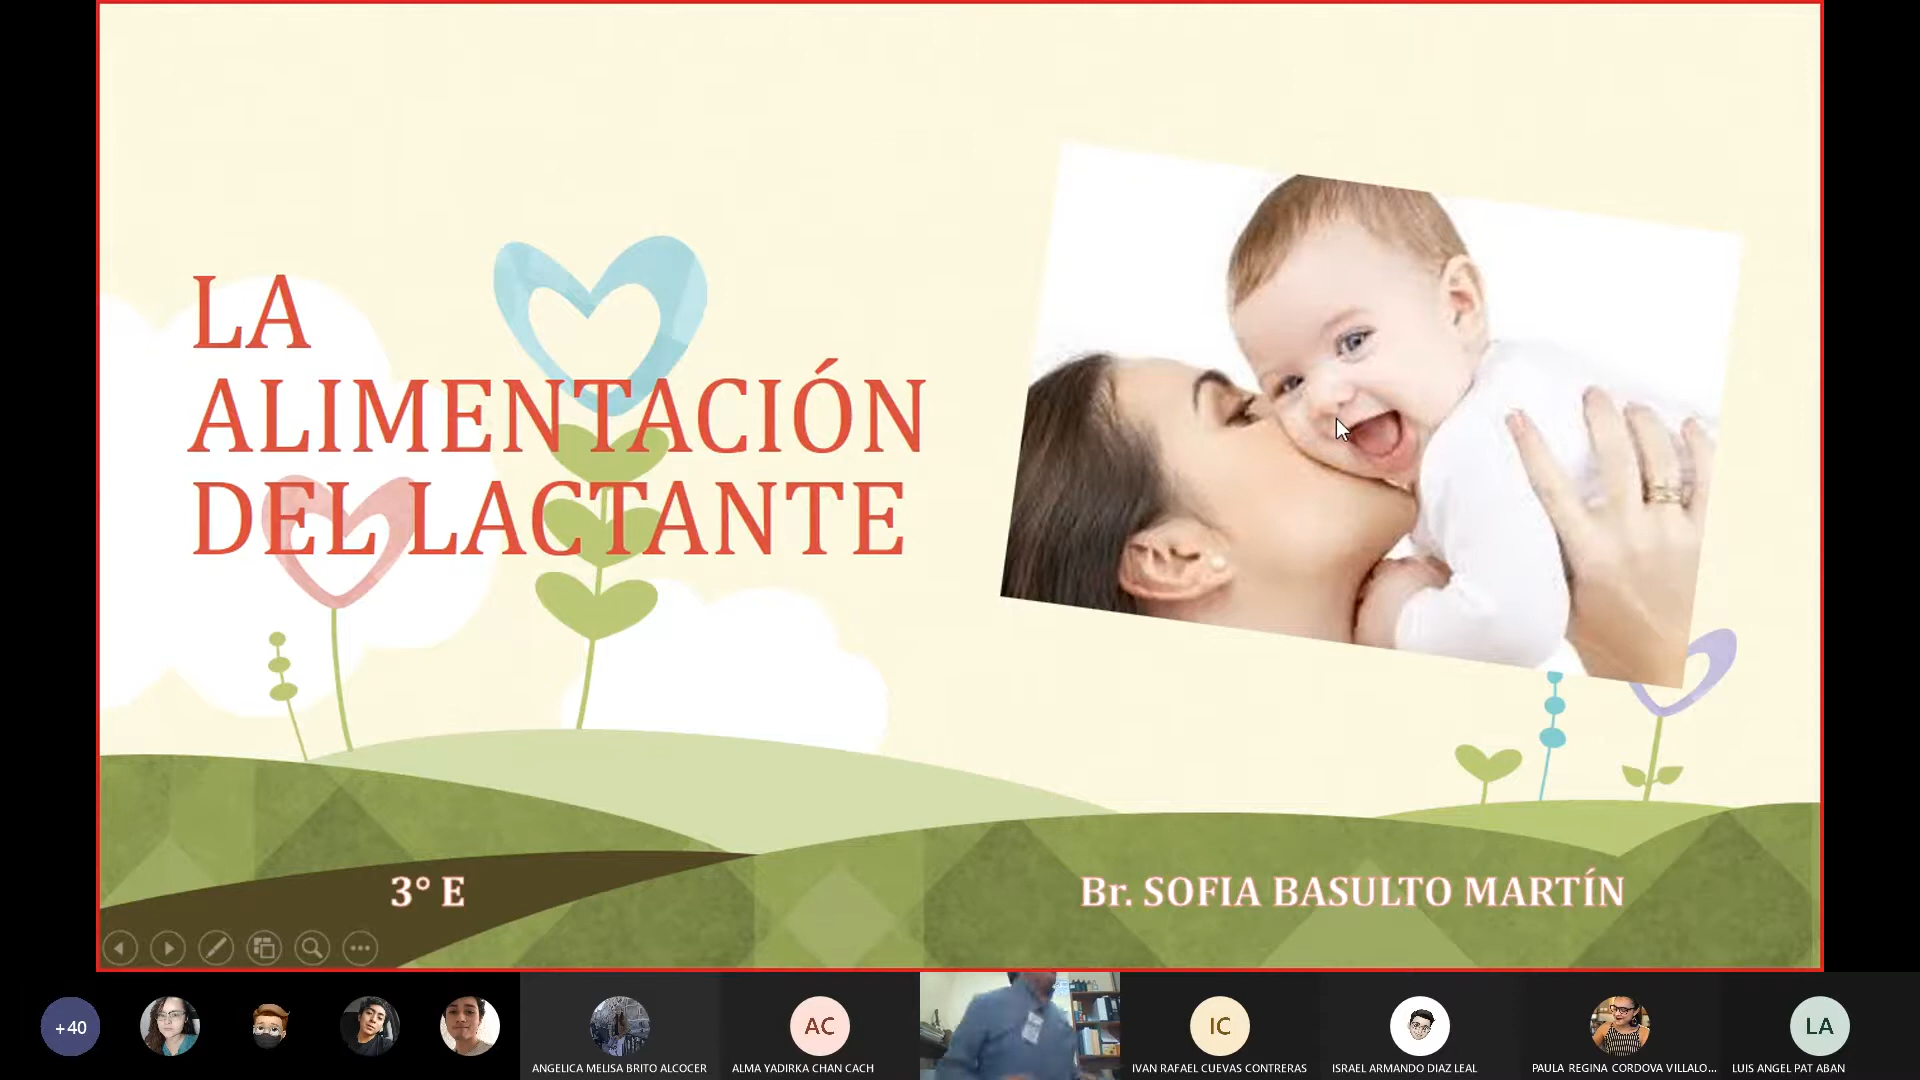 LA
ALIMENTACIÓN
DEL LACTANTE
3° E
Br. SOFIA BASULTO MARTÍN
+40
ANGELICA MELISA BRITO ALCOCER
AC
ALMA YADIRKA CHAN CACH
IC
IVAN RAFAEL CUEVAS CONTRERAS
ISRAEL ARMANDO DIAZ LEAL
PAULA REGINA CORDOVA VILLALO...
LA
LUIS ANGEL PAT ABAN